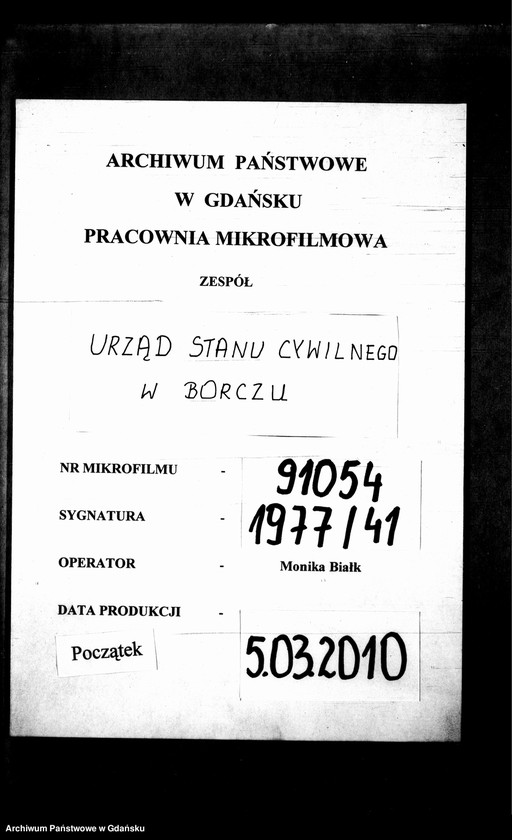 ARCHIWUM PAŃSTWOWE
W GDAŃSKU
PRACOWNIA MIKROFILMOWA
ZESPÓŁ
URZĄD STANU CYWILNEGO
W BORCZU
NR MIKROFILMU - 91054
SYGNATURA - 1977/41
OPERATOR - Monika Białk
DATA PRODUKCJI -
Początek 5.03.2010
Archiwum Państwowe w Gdańsku